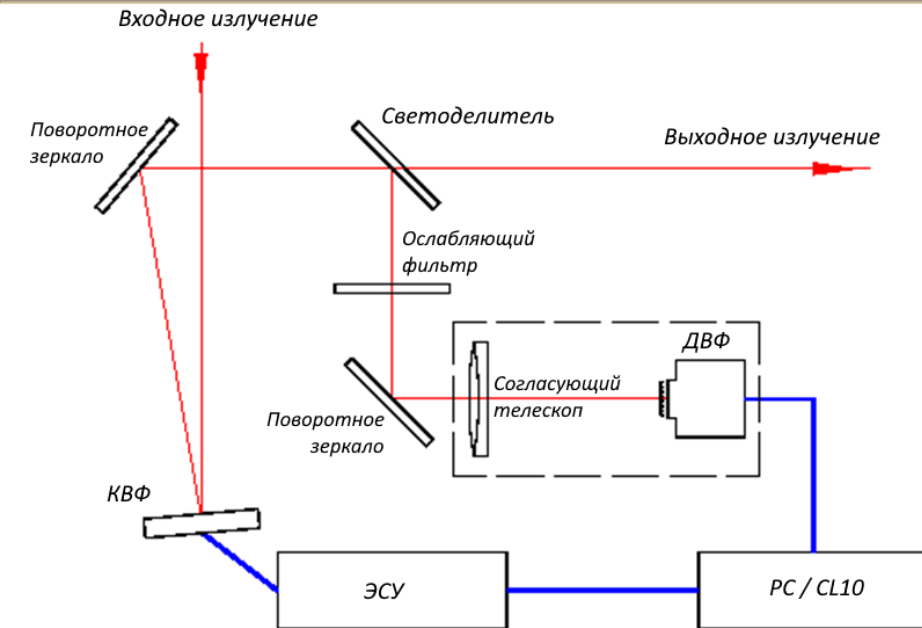 Входное излучение
Поворотное
зеркало
Светоделитель
Выходное излучение
Ослабляющий
фильтр
ДВФ
Согласующий
телескоп
Поворотное
зеркало
КВФ
ЭСУ
PC / CL10